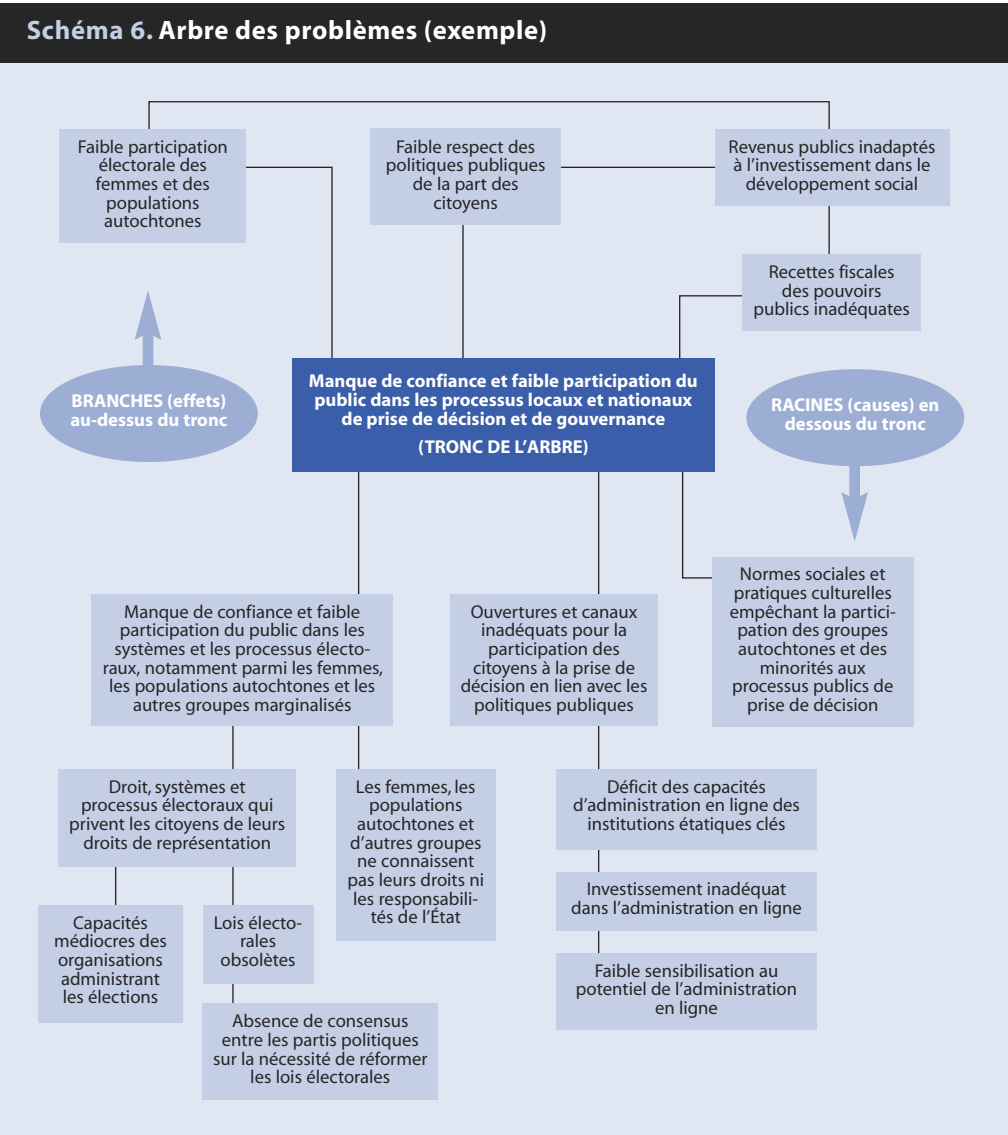 Schéma 6. Arbre des problèmes (exemple)
Faible participation
électorale des
femmes et des
populations
autochtones
Faible respect des
politiques publiques
de la part des
citoyens
Revenus publics inadaptés
à l’investissement dans le
développement social
Recettes fiscales
des pouvoirs
publics inadéquates
BRANCHES (effets)
au-dessus du tronc
Manque de confiance et faible participation du
public dans les processus locaux et nationaux
de prise de décision et de gouvernance
(TRONC DE L’ARBRE)
RACINES (causes) en
dessous du tronc
Manque de confiance et faible
participation du public dans les
systèmes et les processus électo-
raux, notamment parmi les femmes,
les populations autochtones et les
autres groupes marginalisés
Ouvertures et canaux
inadéquats pour la
participation des
citoyens à la prise de
décision en lien avec les
politiques publiques
Normes sociales et
pratiques culturelles
empêchant la partici-
pation des groupes
autochtones et des
minorités aux
processus publics de
prise de décision
Droit, systèmes et
processus électoraux qui
privent les citoyens de leurs
droits de représentation
Les femmes, les
populations
autochtones et
d’autres groupes
ne connaissent
pas leurs droits ni
les responsabili-
tés de l’État
Déficit des capacités
d’administration en ligne des
institutions étatiques clés
Investissement inadéquat
dans l’administration en ligne
Faible sensibilisation au
potentiel de l’administration
en ligne
Capacités
médiocres des
organisations
administrant
les élections
Lois électo-
rales
obsolètes
Absence de consensus
entre les partis politiques
sur la nécessité de réformer
les lois électorales